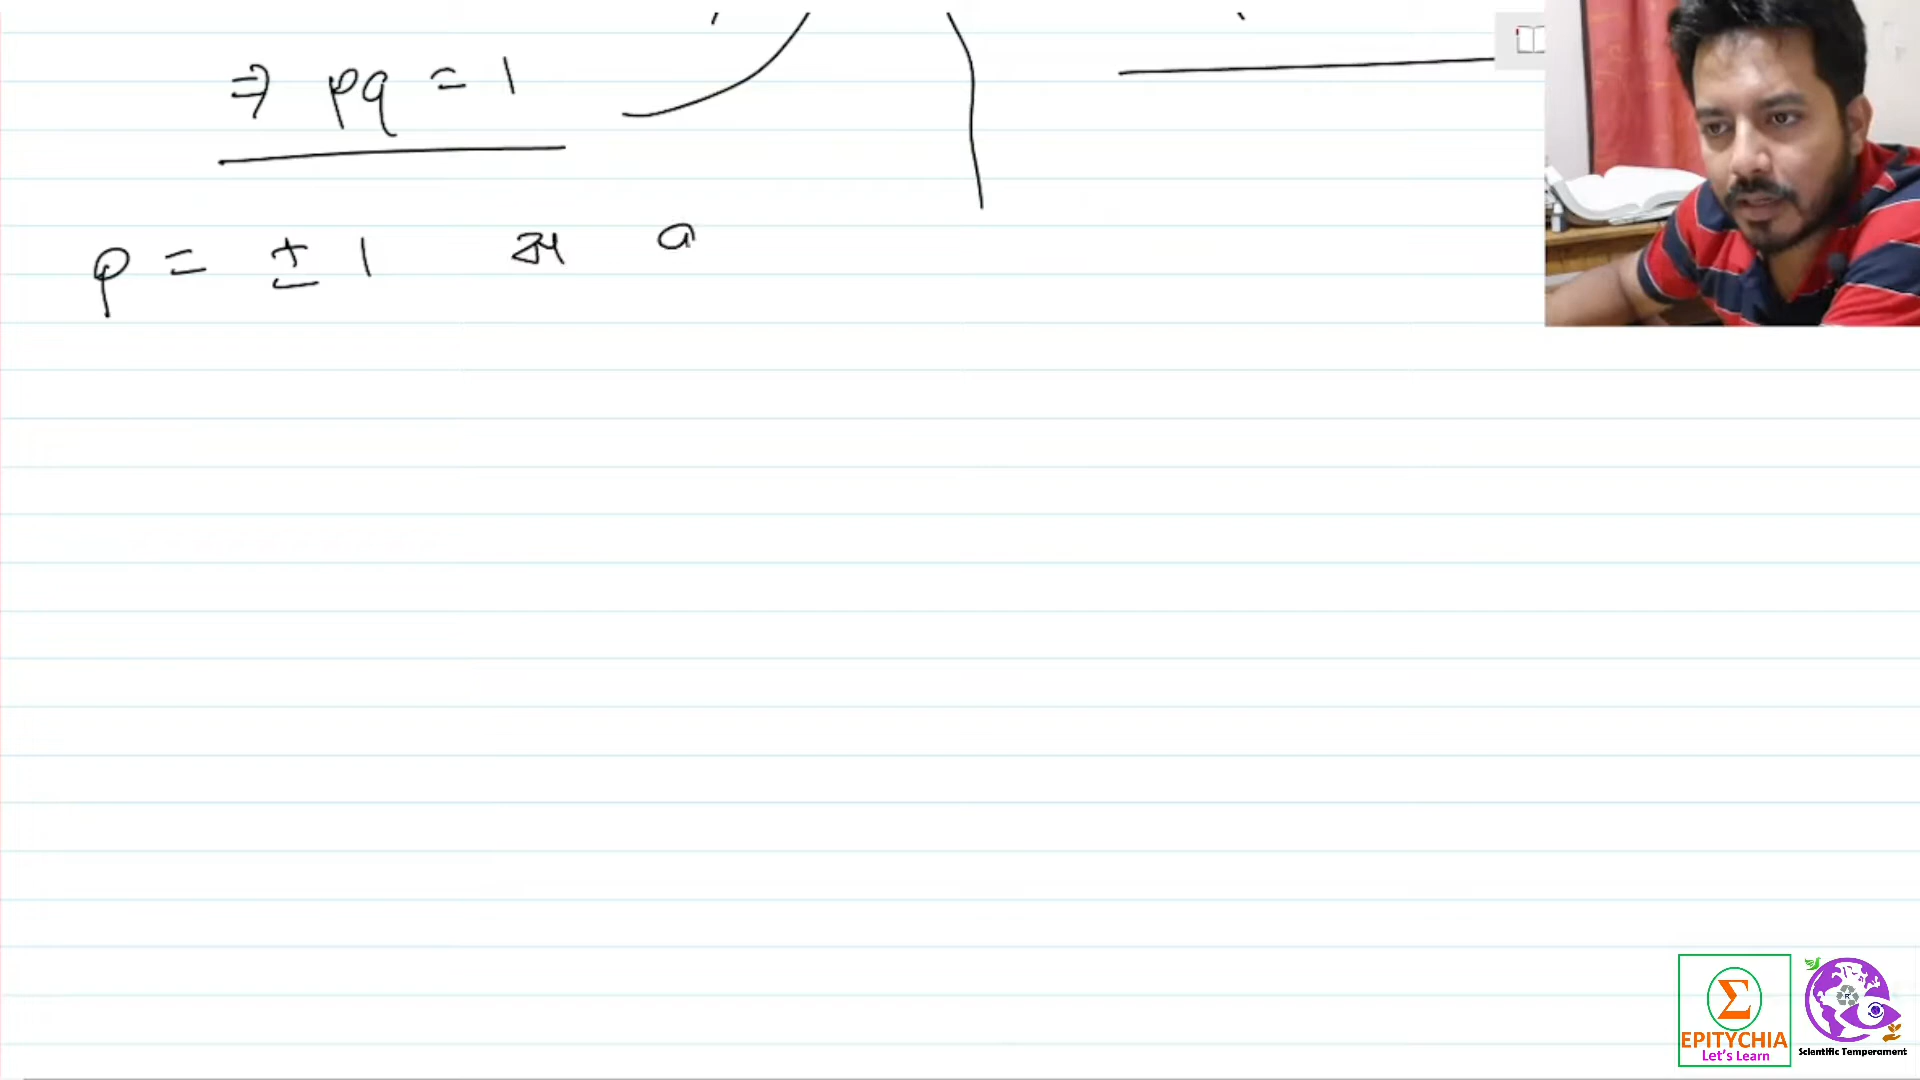 ⇒ pq = 1
p = ± 1
Σ
EPITYCHIA
Let's Learn
Scientific Temperament